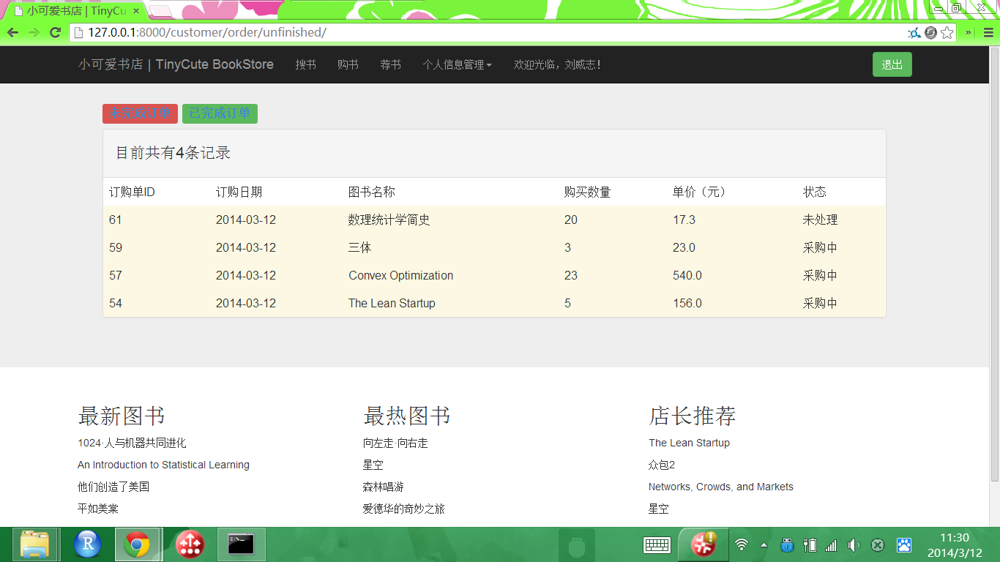 小可爱书店 | TinyCu
127.0.0.1:8000/customer/order/unfinished/
小可爱书店 | TinyCute BookStore 搜书 购书 荐书 个人信息管理 欢迎光临，刘威志! 退出
未完成订单 已完成订单
目前共有4条记录
订购单ID 订购日期 图书名称 购买数量 单价（元） 状态
61 2014-03-12 数理统计学简史 20 17.3 未处理
59 2014-03-12 三体 3 23.0 采购中
57 2014-03-12 Convex Optimization 23 540.0 采购中
54 2014-03-12 The Lean Startup 5 156.0 采购中
最新图书 最热图书 店长推荐
1024·人与机器共同进化 向左走·向右走 The Lean Startup
An Introduction to Statistical Learning 星空 众包2
他们创造了美国 森林唱游 Networks, Crowds, and Markets
平如美棠 爱德华的奇妙之旅 星空
R
C:\_
11:30
2014/3/12